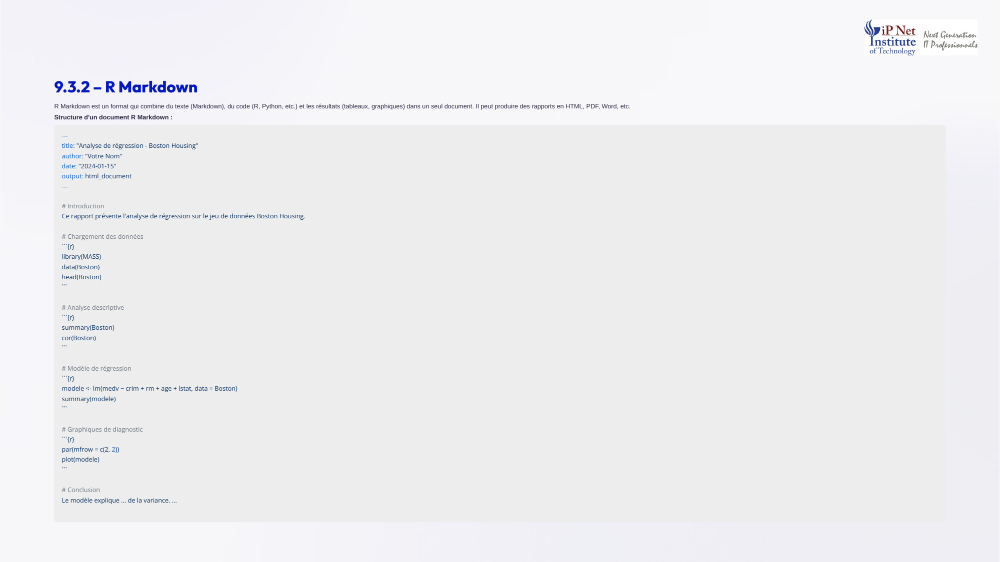 iP Net
Institute
of Technology
Next Generation
IT Professionnels
9.3.2 – R Markdown
R Markdown est un format qui combine du texte (Markdown), du code (R, Python, etc.) et les résultats (tableaux, graphiques) dans un seul document. Il peut produire des rapports en HTML, PDF, Word, etc.
Structure d'un document R Markdown :
---
title: "Analyse de régression - Boston Housing"
author: "Votre Nom"
date: "2024-01-15"
output: html_document
---
# Introduction
Ce rapport présente l'analyse de régression sur le jeu de données Boston Housing.
# Chargement des données
```{r}
library(MASS)
data(Boston)
head(Boston)
```
# Analyse descriptive
```{r}
summary(Boston)
cor(Boston)
```
# Modèle de régression
```{r}
modele <- lm(medv ~ crim + rm + age + lstat, data = Boston)
summary(modele)
```
# Graphiques de diagnostic
```{r}
par(mfrow = c(2, 2))
plot(modele)
```
# Conclusion
Le modèle explique ... de la variance. ...